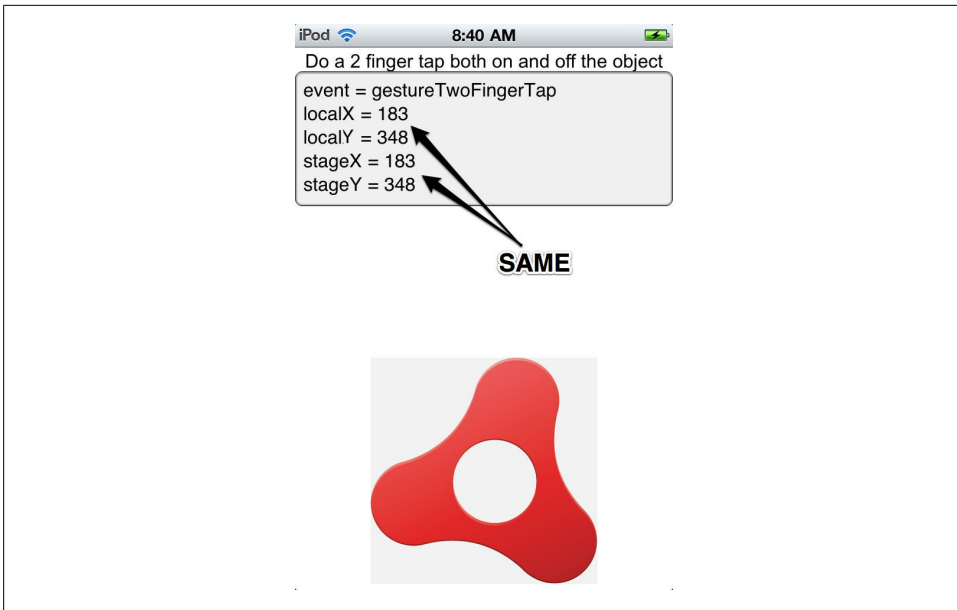 iPod 8:40 AM
Do a 2 finger tap both on and off the object
event = gestureTwoFingerTap
localX = 183
localY = 348
stageX = 183
stageY = 348
SAME